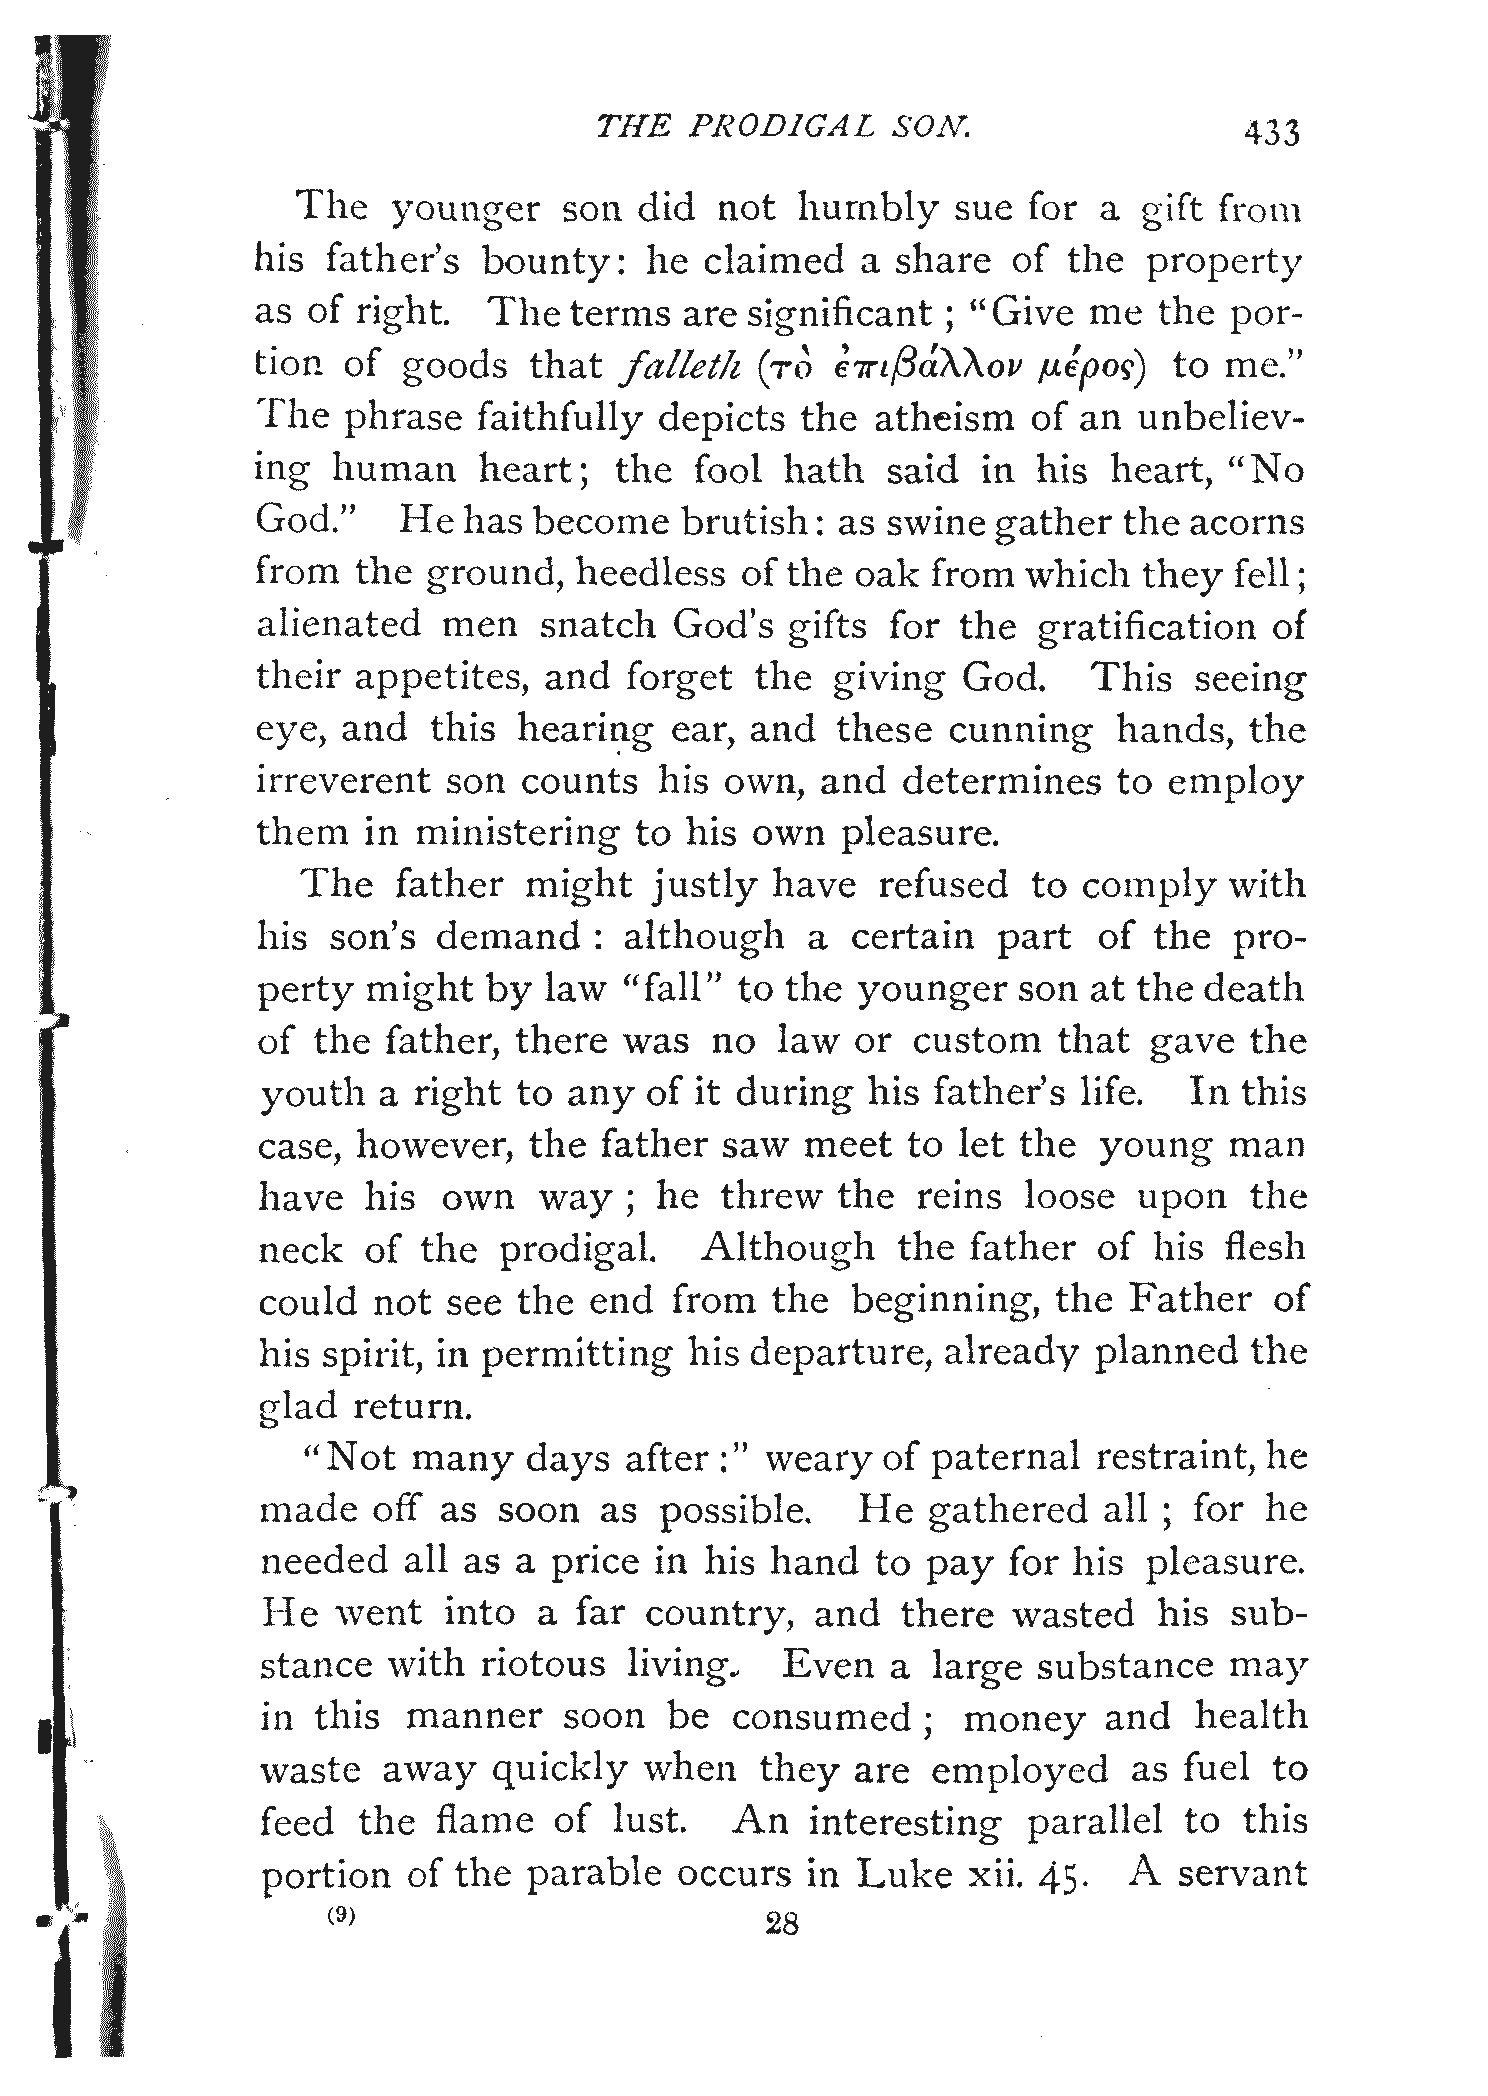 THE PRODIGAL SON. 433
The younger son did not humbly sue for a gift from
his father's bounty: he claimed a share of the property
as of right. The terms are significant ; “Give me the por-
tion of goods that falleth (τὸ ἐπιβάλλον μέρος) to me.”
The phrase faithfully depicts the atheism of an unbeliev-
ing human heart; the fool hath said in his heart, “No
God.” He has become brutish: as swine gather the acorns
from the ground, heedless of the oak from which they fell;
alienated men snatch God's gifts for the gratification of
their appetites, and forget the giving God. This seeing
eye, and this hearing ear, and these cunning hands, the
irreverent son counts his own, and determines to employ
them in ministering to his own pleasure.
The father might justly have refused to comply with
his son's demand : although a certain part of the pro-
perty might by law “fall” to the younger son at the death
of the father, there was no law or custom that gave the
youth a right to any of it during his father's life. In this
case, however, the father saw meet to let the young man
have his own way ; he threw the reins loose upon the
neck of the prodigal. Although the father of his flesh
could not see the end from the beginning, the Father of
his spirit, in permitting his departure, already planned the
glad return.
“Not many days after :” weary of paternal restraint, he
made off as soon as possible. He gathered all ; for he
needed all as a price in his hand to pay for his pleasure.
He went into a far country, and there wasted his sub-
stance with riotous living. Even a large substance may
in this manner soon be consumed ; money and health
waste away quickly when they are employed as fuel to
feed the flame of lust. An interesting parallel to this
portion of the parable occurs in Luke xii. 45. A servant
(9) 28